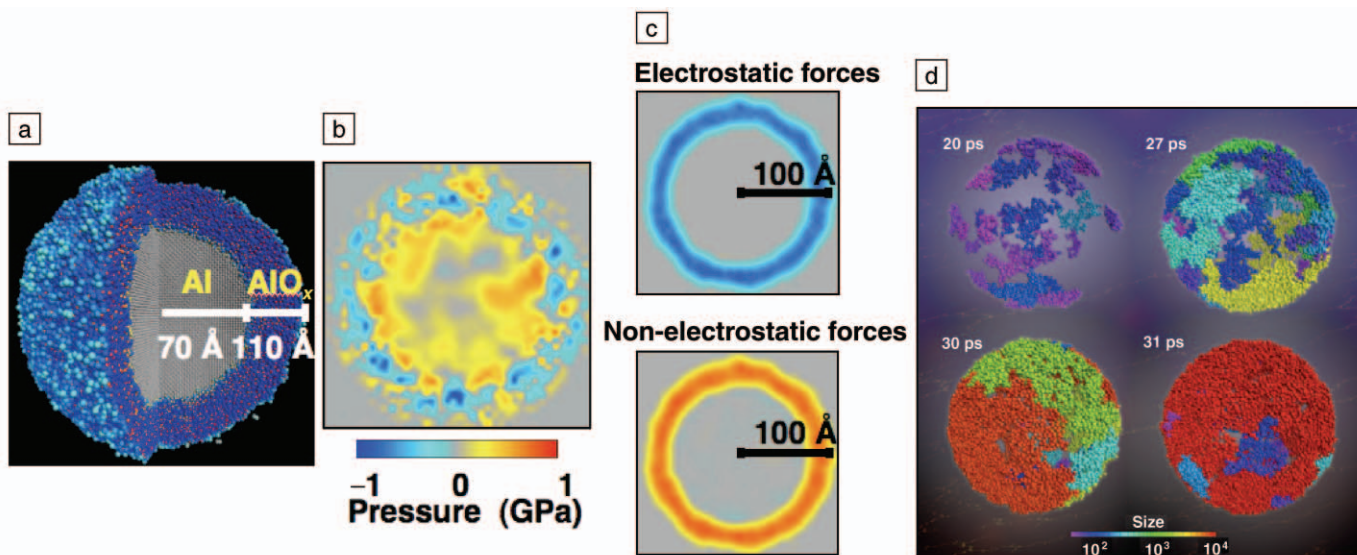 a
Al
AlOx
70 Å
110 Å
b
−1
0
1
Pressure (GPa)
c
Electrostatic forces
100 Å
Non-electrostatic forces
100 Å
d
20 ps
27 ps
30 ps
31 ps
Size
10²
10³
10⁴